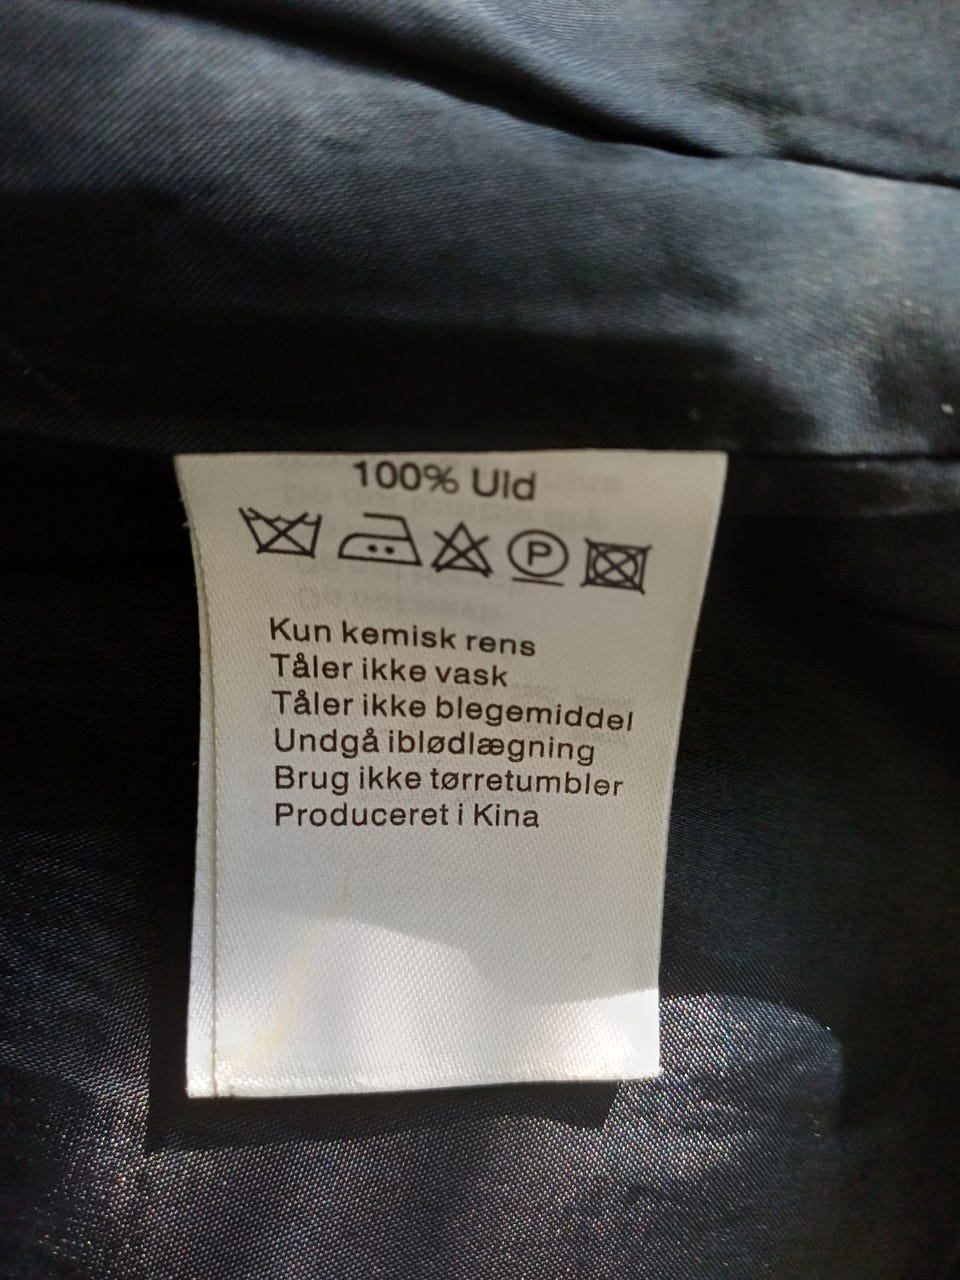 100% Uld
P
Kun kemisk rens
Tåler ikke vask
Tåler ikke blegemiddel
Undgå iblødlægning
Brug ikke tørretumbler
Produceret i Kina